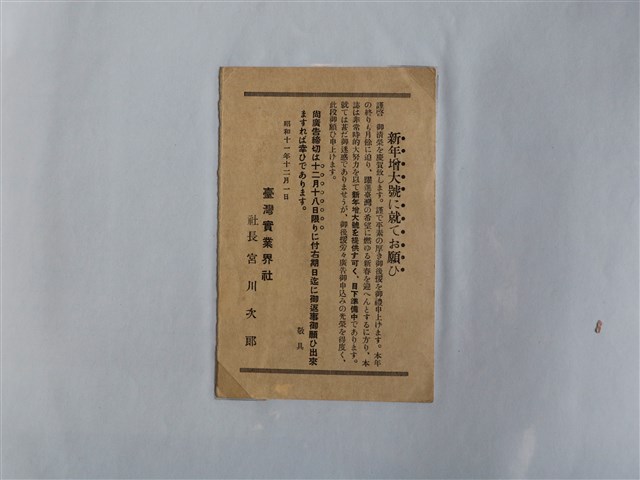 新年增大號に就てお願ひ
謹啓 御清榮を慶賀致します。謹で平素の厚き御後援を御禮申上げます。本年
の終りも月餘に迫り、躍進臺灣の希望に燃ゆる新春を迎へんとするに方り、本
誌は非常時的大努力を以て新年增大號を提供す可く、目下準備中であります。
就ては甚だ御迷惑でありませうが、御後援旁々廣告御申込みの光榮を得度く、
此段御願ひ申上げます。
尚廣告締切は十二月十八日限りに付右期日迄に御返事御願ひ出來
ますれば幸ひであります。
敬具
昭和十一年十二月一日
臺灣實業界社
社長 宮川次郎